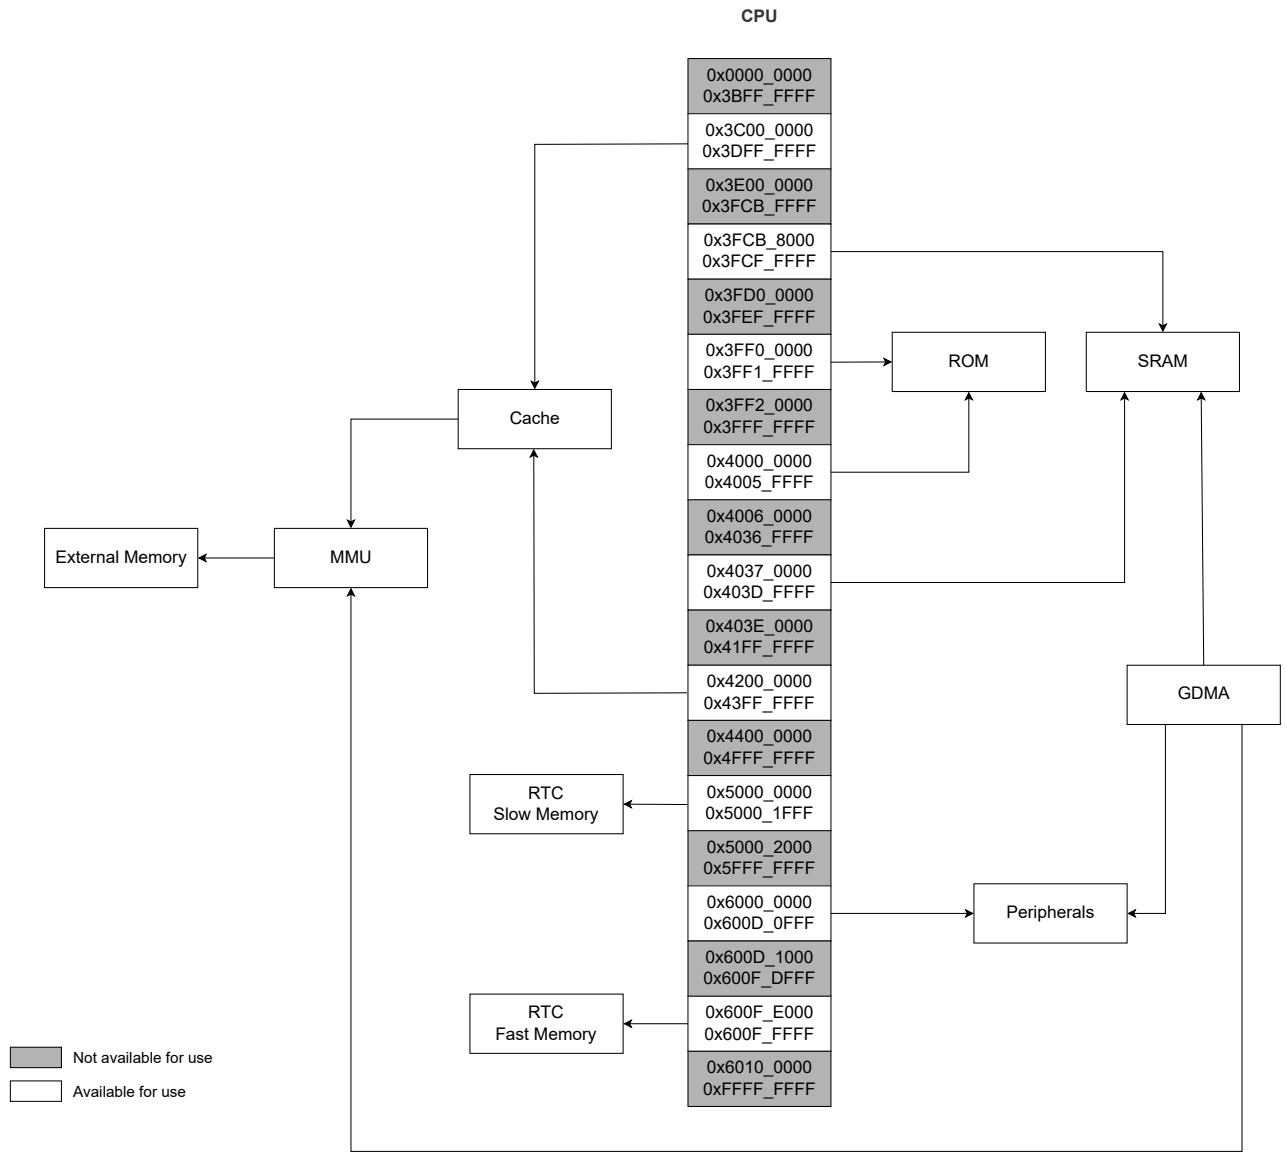 CPU
0x0000_0000
0x3BFF_FFFF
0x3C00_0000
0x3DFF_FFFF
0x3E00_0000
0x3FCB_FFFF
0x3FCB_8000
0x3FCF_FFFF
0x3FD0_0000
0x3FEF_FFFF
0x3FF0_0000
0x3FF1_FFFF
ROM
SRAM
0x3FF2_0000
0x3FFF_FFFF
Cache
0x4000_0000
0x4005_FFFF
0x4006_0000
0x4036_FFFF
External Memory
MMU
0x4037_0000
0x403D_FFFF
0x403E_0000
0x41FF_FFFF
0x4200_0000
0x43FF_FFFF
GDMA
0x4400_0000
0x4FFF_FFFF
RTC
Slow Memory
0x5000_0000
0x5000_1FFF
0x5000_2000
0x5FFF_FFFF
0x6000_0000
0x600D_0FFF
Peripherals
0x600D_1000
0x600F_DFFF
RTC
Fast Memory
0x600F_E000
0x600F_FFFF
0x6010_0000
0xFFFF_FFFF
Not available for use
Available for use